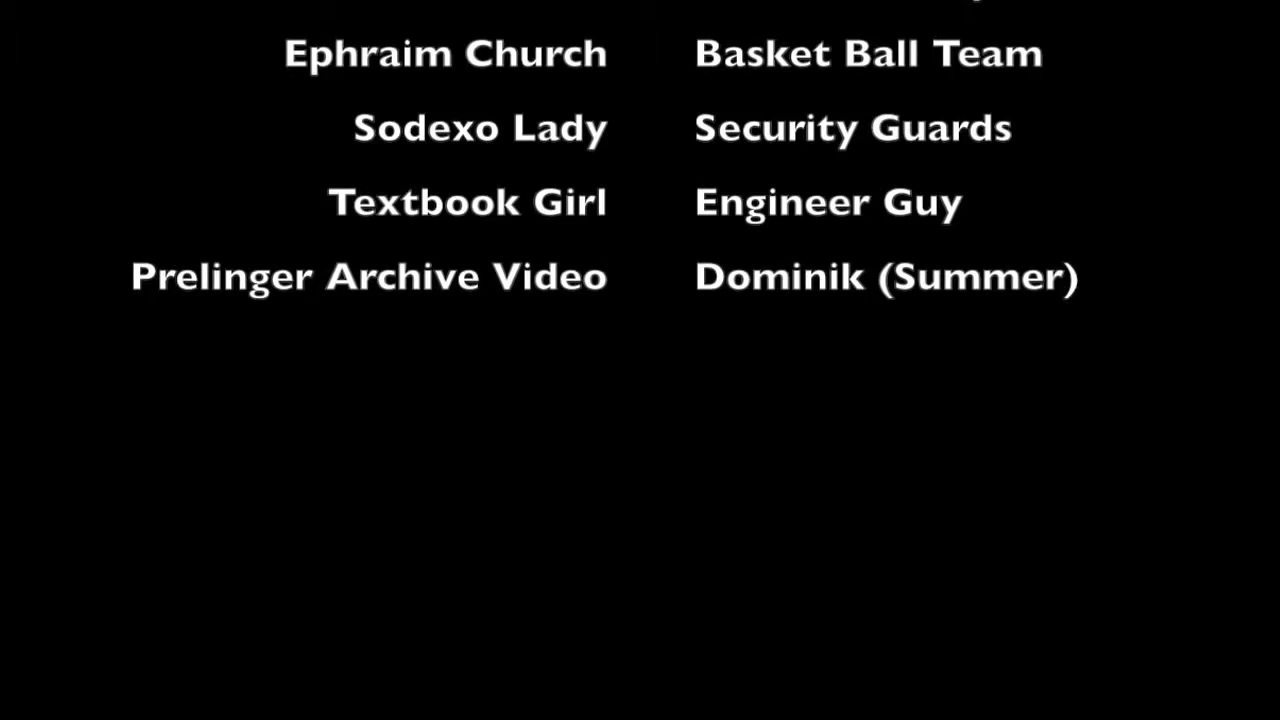 Ephraim Church Basket Ball Team
Sodexo Lady Security Guards
Textbook Girl Engineer Guy
Prelinger Archive Video Dominik (Summer)